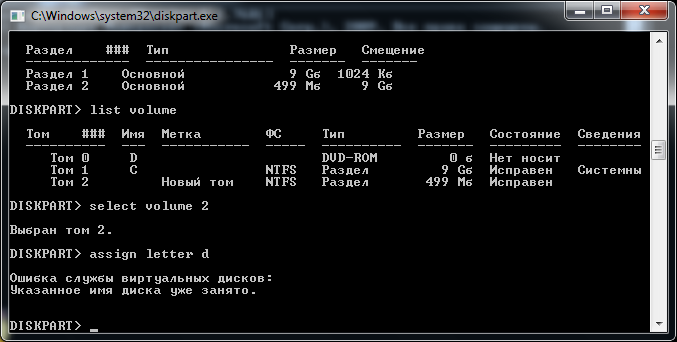 C:\Windows\system32\diskpart.exe
Раздел ### Тип Размер Смещение
------------- ---------------- ------- --------
Раздел 1 Основной 9 Gб 1024 Kб
Раздел 2 Основной 499 Mб 9 Gб
DISKPART> list volume
Том ### Имя Метка ФС Тип Размер Состояние Сведения
---------- --- ----------- ----- ---------- ------- --------- --------
Том 0 D DVD-ROM 0 б Нет носит
Том 1 C NTFS Раздел 9 Gб Исправен Системны
Том 2 Новый том NTFS Раздел 499 Mб Исправен
DISKPART> select volume 2
Выбран том 2.
DISKPART> assign letter d
Ошибка службы виртуальных дисков:
Указанное имя диска уже занято.
DISKPART> _